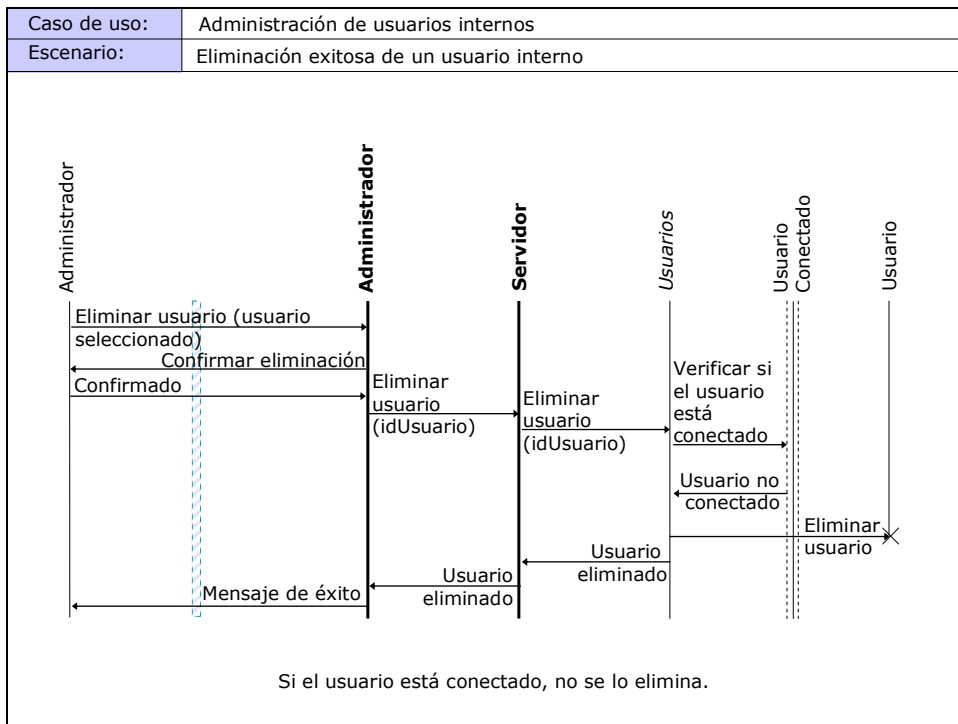 Caso de uso: Administración de usuarios internos
Escenario: Eliminación exitosa de un usuario interno
Administrador
Administrador
Servidor
Usuarios
Usuario
Conectado
Usuario
Eliminar usuario (usuario
seleccionado)
Confirmar eliminación
Confirmado
Eliminar
usuario
(idUsuario)
Eliminar
usuario
(idUsuario)
Verificar si
el usuario
está
conectado
Usuario no
conectado
Eliminar
usuario
Usuario
eliminado
Usuario
eliminado
Mensaje de éxito
Si el usuario está conectado, no se lo elimina.